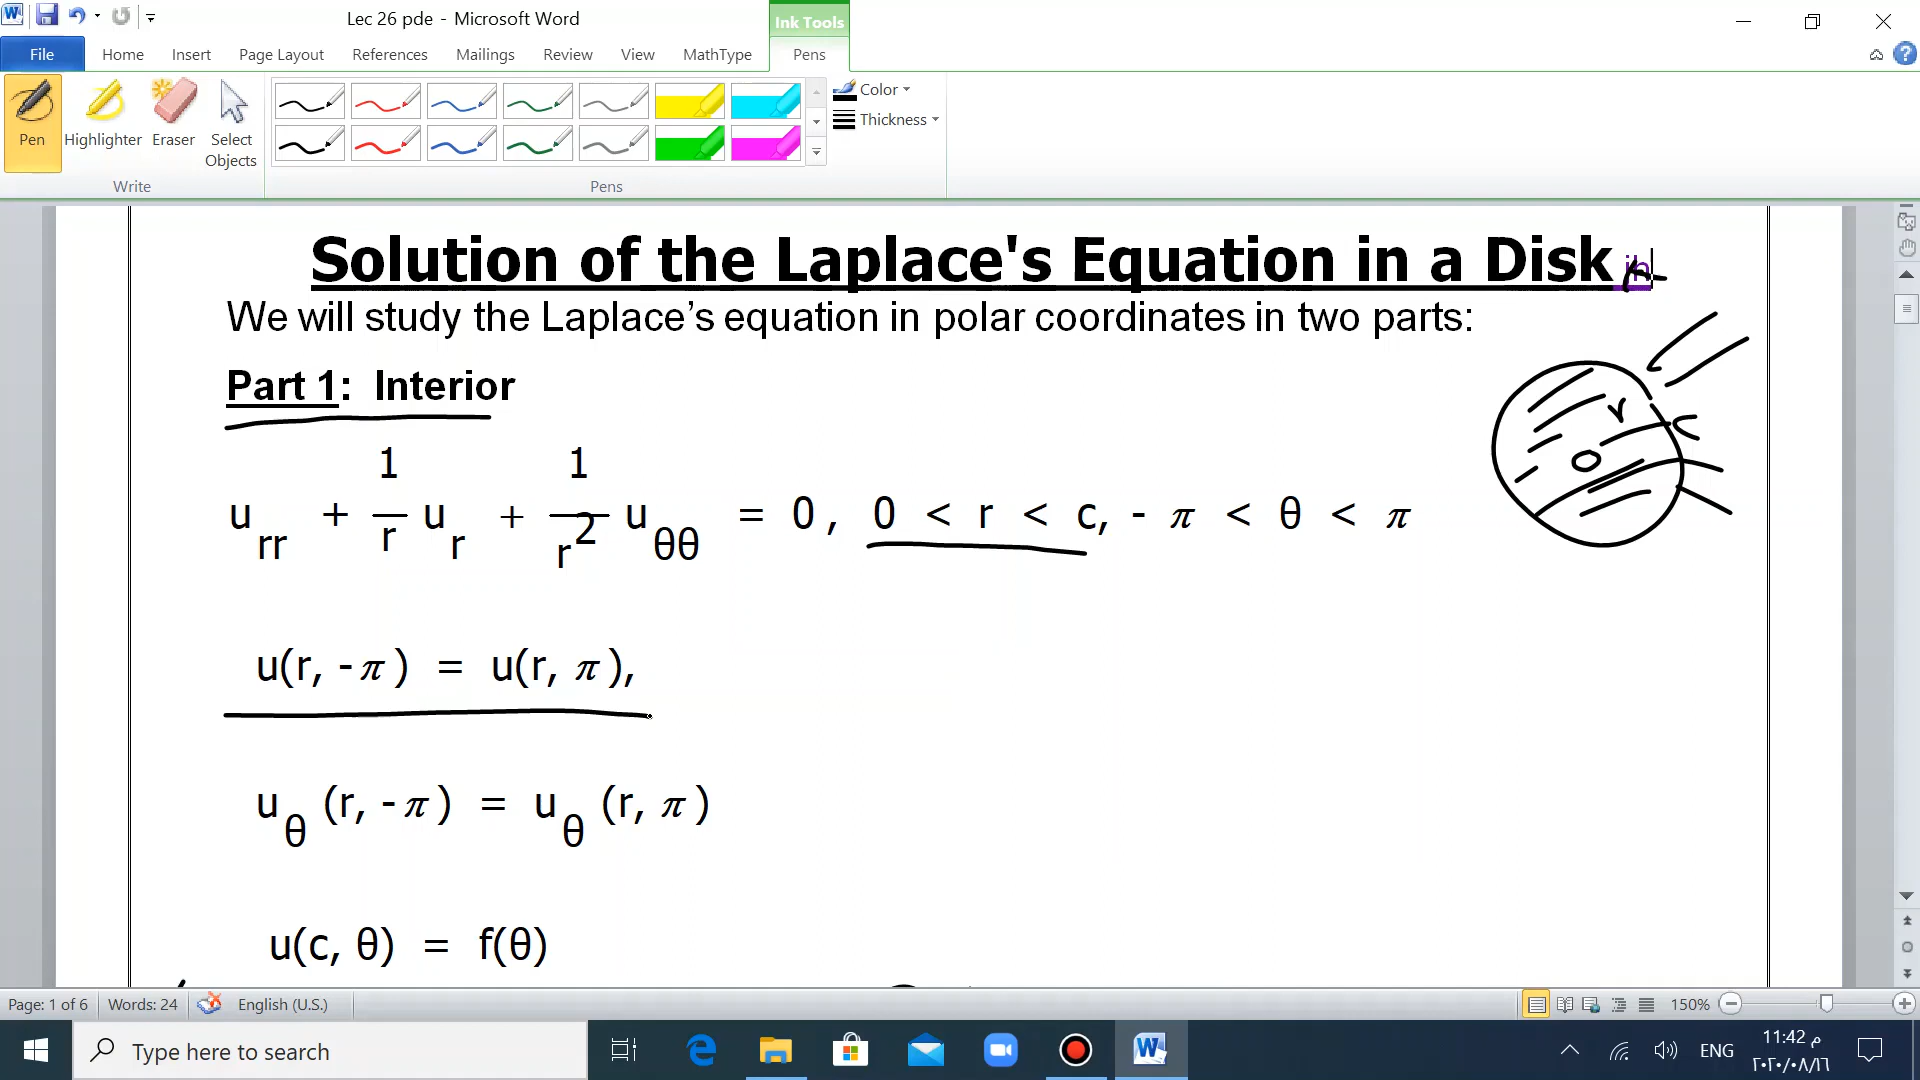 Lec 26 pde - Microsoft Word
Ink Tools
File Home Insert Page Layout References Mailings Review View MathType Pens
Pen Highlighter Eraser Select Objects
Color
Thickness
Write Pens
Solution of the Laplace's Equation in a Disk in
We will study the Laplace's equation in polar coordinates in two parts:
Part 1: Interior
u_rr + 1/r u_r + 1/r² u_θθ = 0, 0 < r < c, - π < θ < π
r c
u(r, -π) = u(r, π),
u_θ (r, -π) = u_θ (r, π)
u(c, θ) = f(θ)
Page: 1 of 6 Words: 24 English (U.S.) 150%
Type here to search
ENG
11:42 م
٢٠٢٠/٠٨/١٦